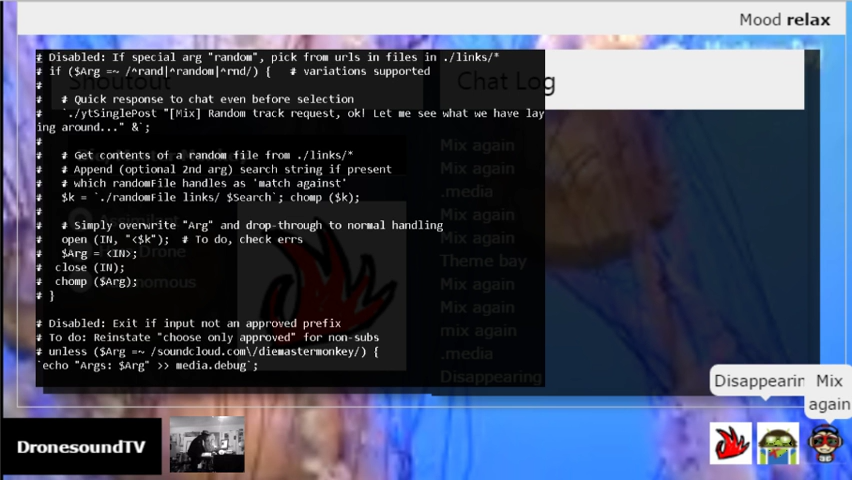 Mood relax
# Disabled: If special arg "random", pick from urls in files in ./links/*
# if ($Arg =~ /^rand|^random|^rnd/) {   # variations supported
#
#   # Quick response to chat even before selection
#   `./ytSinglePost "[Mix] Random track request, ok! Let me see what we have lay
ing around..." &`;
#
#   # Get contents of a random file from ./links/*
#   # Append (optional 2nd arg) search string if present
#   # which randomFile handles as 'match against'
#   $k = `./randomFile links/ $Search`; chomp ($k);
#
#   # Simply overwrite "Arg" and drop-through to normal handling
#   open (IN, "<$k");  # To do, check errs
#   $Arg = <IN>;
#  close (IN);
#  chomp ($Arg);
# }
# Disabled: Exit if input not an approved prefix
# To do: Reinstate "choose only approved" for non-subs
# unless ($Arg =~ /soundcloud.com\/diemastermonkey/) {
`echo "Args: $Arg" >> media.debug`;
Shoutout
Chat Log
Mix again
Mix again
.media
Mix again
Mix again
Theme bay
Mix again
Mix again
mix again
.media
Disappearing
Disappearin
Mix
again
DronesoundTV